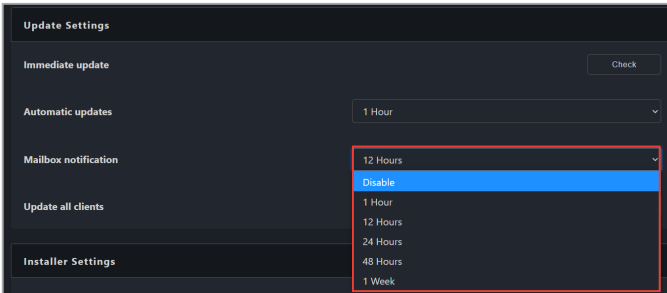 Update Settings
Immediate update
Check
Automatic updates
1 Hour
Mailbox notification
12 Hours
Disable
1 Hour
Update all clients
12 Hours
24 Hours
48 Hours
Installer Settings
1 Week